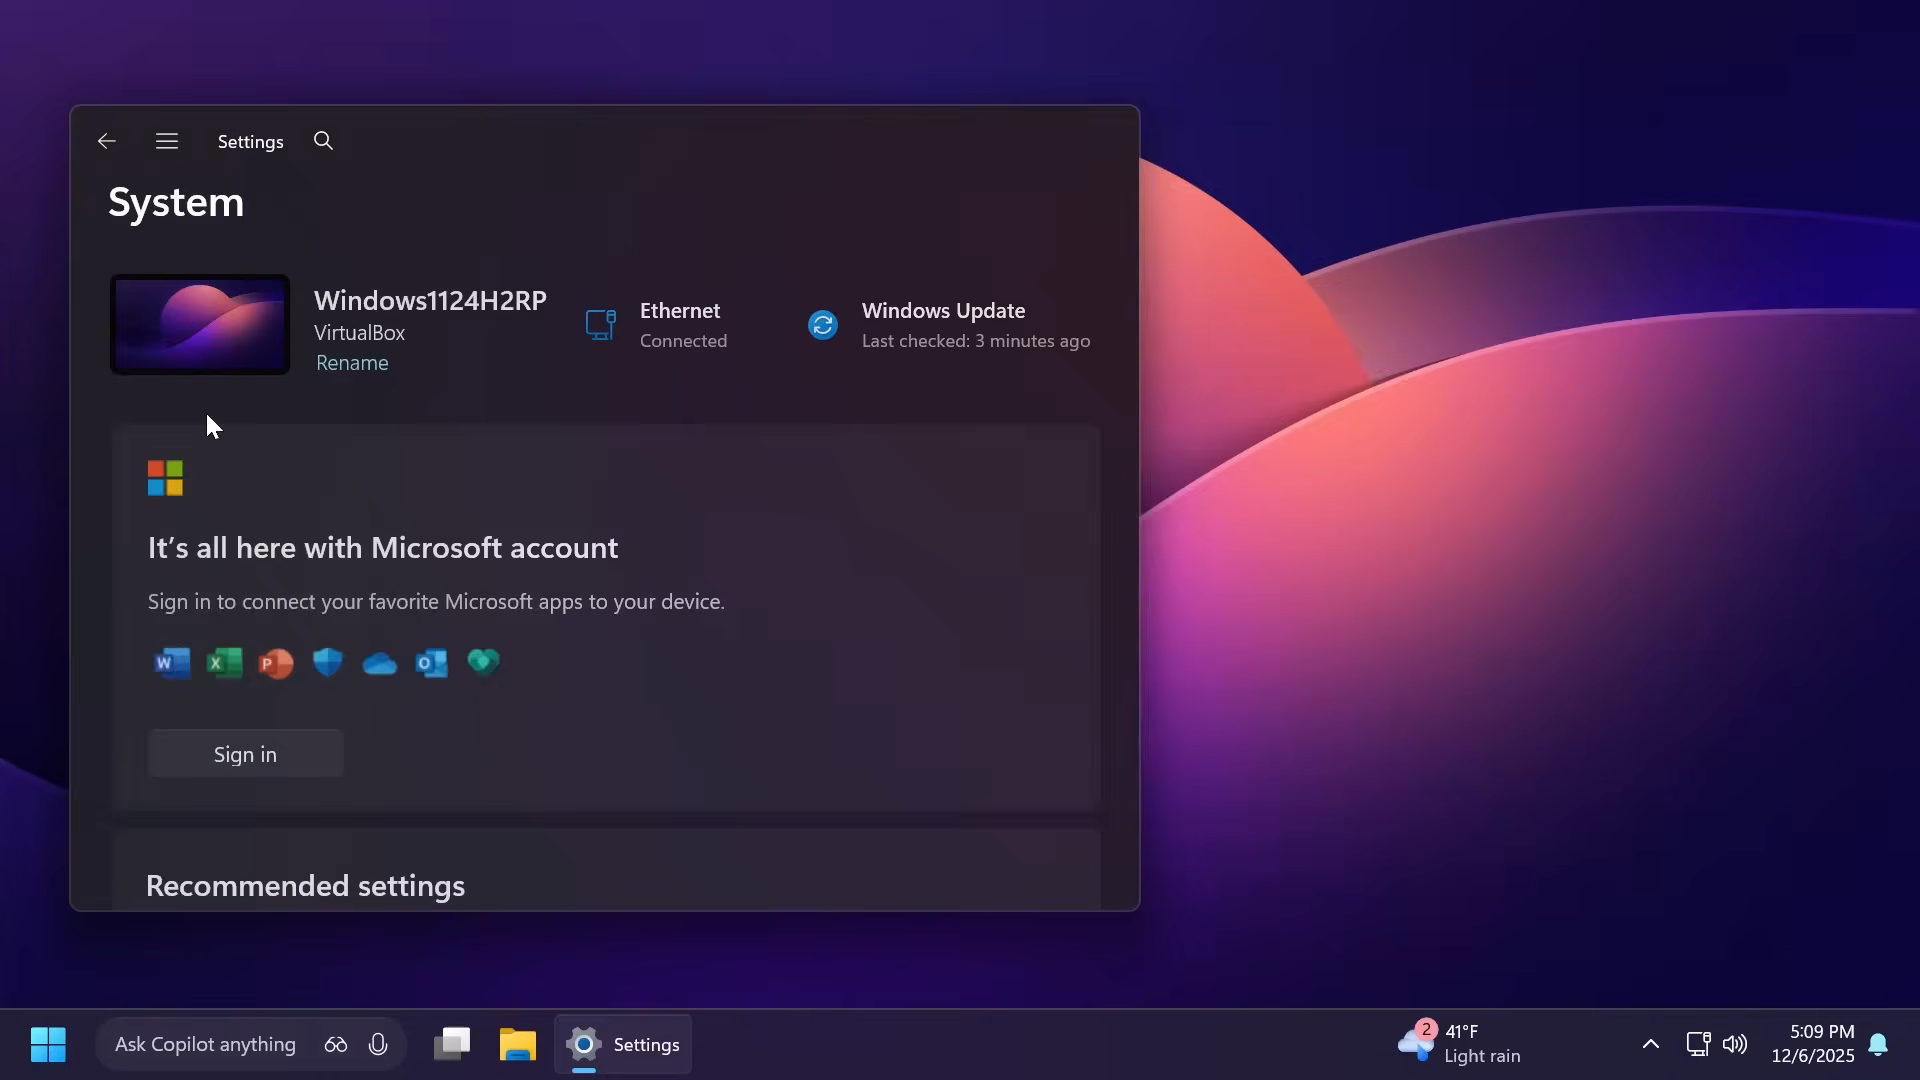 Settings
System
Windows1124H2RP
VirtualBox
Rename
Ethernet
Connected
Windows Update
Last checked: 3 minutes ago
It's all here with Microsoft account
Sign in to connect your favorite Microsoft apps to your device.
W X P O
Sign in
Recommended settings
Ask Copilot anything
Settings
2
41°F
Light rain
5:09 PM
12/6/2025